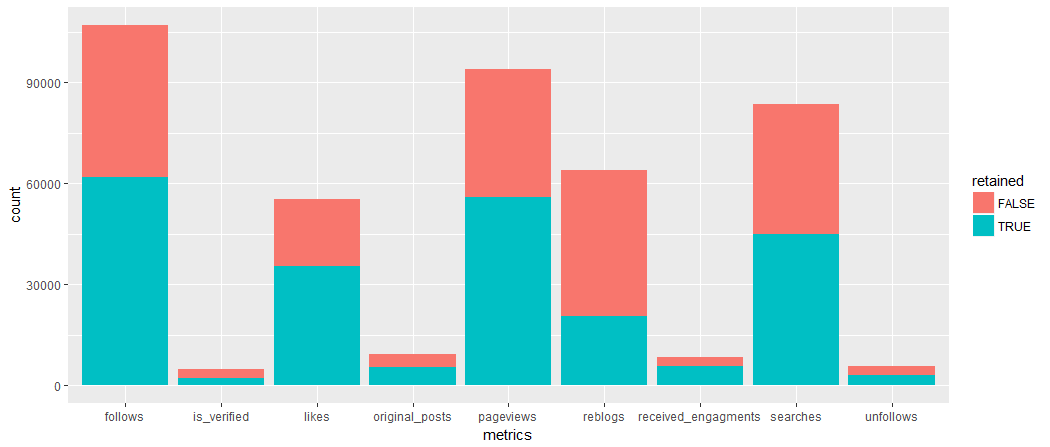 count
90000
60000
30000
0
follows
is_verified
likes
original_posts
pageviews
reblogs
received_engagments
searches
unfollows
metrics
retained
FALSE
TRUE